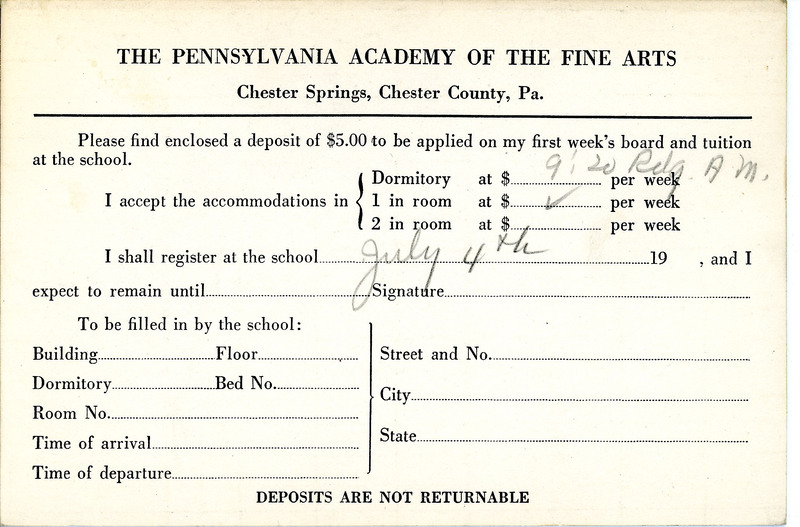 THE PENNSYLVANIA ACADEMY OF THE FINE ARTS
Chester Springs, Chester County, Pa.
Please find enclosed a deposit of $5.00 to be applied on my first week's board and tuition
at the school.
9:20 Rdg. A.M.
Dormitory at $ per week
I accept the accommodations in { 1 in room at $ ✓ per week
2 in room at $ per week
I shall register at the school July 4th 19 , and I
expect to remain until Signature
To be filled in by the school:
Building Floor
Street and No.
Dormitory Bed No.
City
Room No.
State
Time of arrival
Time of departure
DEPOSITS ARE NOT RETURNABLE